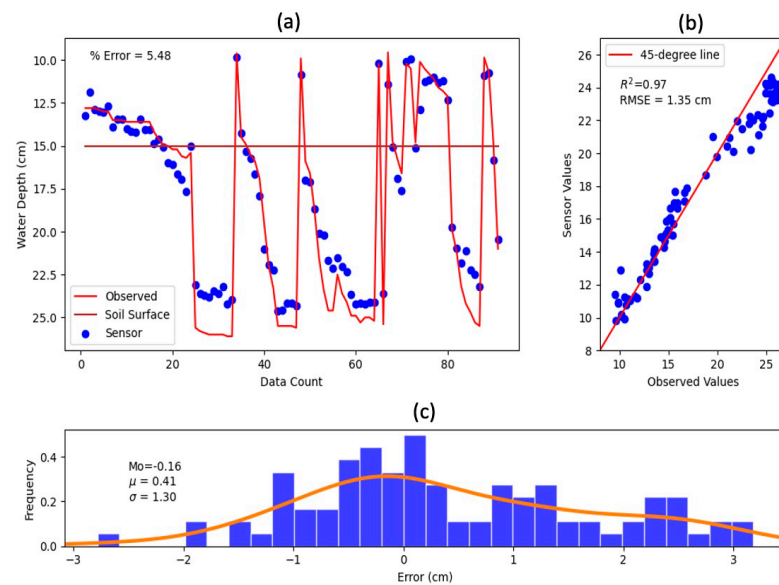 (a)
% Error = 5.48
Water Depth (cm)
10.0
12.5
15.0
17.5
20.0
22.5
25.0
Observed
Soil Surface
Sensor
0
20
40
60
80
Data Count
(b)
45-degree line
R²=0.97
RMSE = 1.35 cm
Sensor Values
26
24
22
20
18
16
14
12
10
8
10
15
20
25
Observed Values
(c)
Mo=-0.16
μ = 0.41
σ = 1.30
Frequency
0.4
0.2
0.0
−3
−2
−1
0
1
2
3
Error (cm)